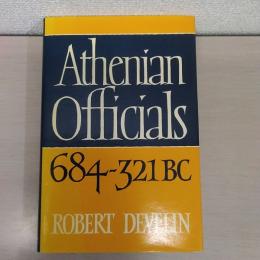 Athenian
Officials
684-321 BC
ROBERT DEVELIN